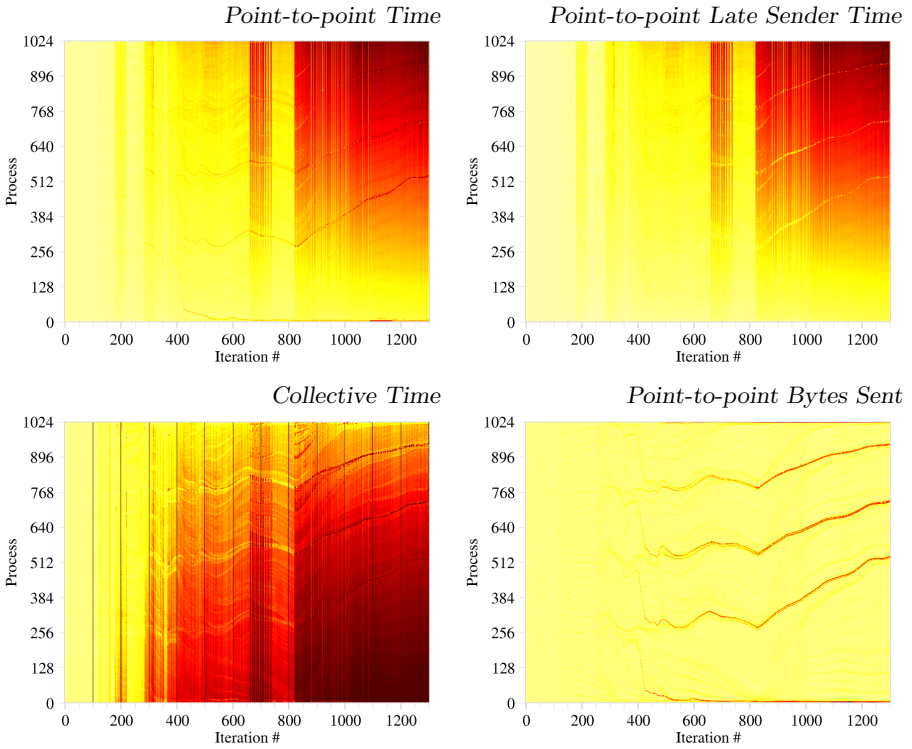 Point-to-point Time
Point-to-point Late Sender Time
1024
896
768
640
512
384
256
128
0
Process
0 200 400 600 800 1000 1200
Iteration #
1024
896
768
640
512
384
256
128
0
Process
0 200 400 600 800 1000 1200
Iteration #
Collective Time
Point-to-point Bytes Sent
1024
896
768
640
512
384
256
128
0
Process
0 200 400 600 800 1000 1200
Iteration #
1024
896
768
640
512
384
256
128
0
Process
0 200 400 600 800 1000 1200
Iteration #